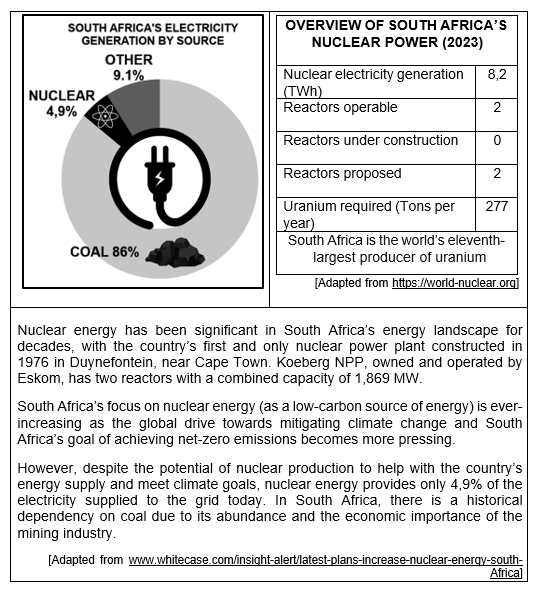 SOUTH AFRICA'S ELECTRICITY
GENERATION BY SOURCE
OTHER
9.1%
NUCLEAR
4,9%
COAL 86%
OVERVIEW OF SOUTH AFRICA'S
NUCLEAR POWER (2023)
Nuclear electricity generation 8,2
(TWh)
Reactors operable 2
Reactors under construction 0
Reactors proposed 2
Uranium required (Tons per 277
year)
South Africa is the world's eleventh-
largest producer of uranium
[Adapted from https://world-nuclear.org]
Nuclear energy has been significant in South Africa's energy landscape for
decades, with the country's first and only nuclear power plant constructed in
1976 in Duynefontein, near Cape Town. Koeberg NPP, owned and operated by
Eskom, has two reactors with a combined capacity of 1,869 MW.
South Africa's focus on nuclear energy (as a low-carbon source of energy) is ever-
increasing as the global drive towards mitigating climate change and South
Africa's goal of achieving net-zero emissions becomes more pressing.
However, despite the potential of nuclear production to help with the country's
energy supply and meet climate goals, nuclear energy provides only 4,9% of the
electricity supplied to the grid today. In South Africa, there is a historical
dependency on coal due to its abundance and the economic importance of the
mining industry.
[Adapted from www.whitecase.com/insight-alert/latest-plans-increase-nuclear-energy-south-
Africa]